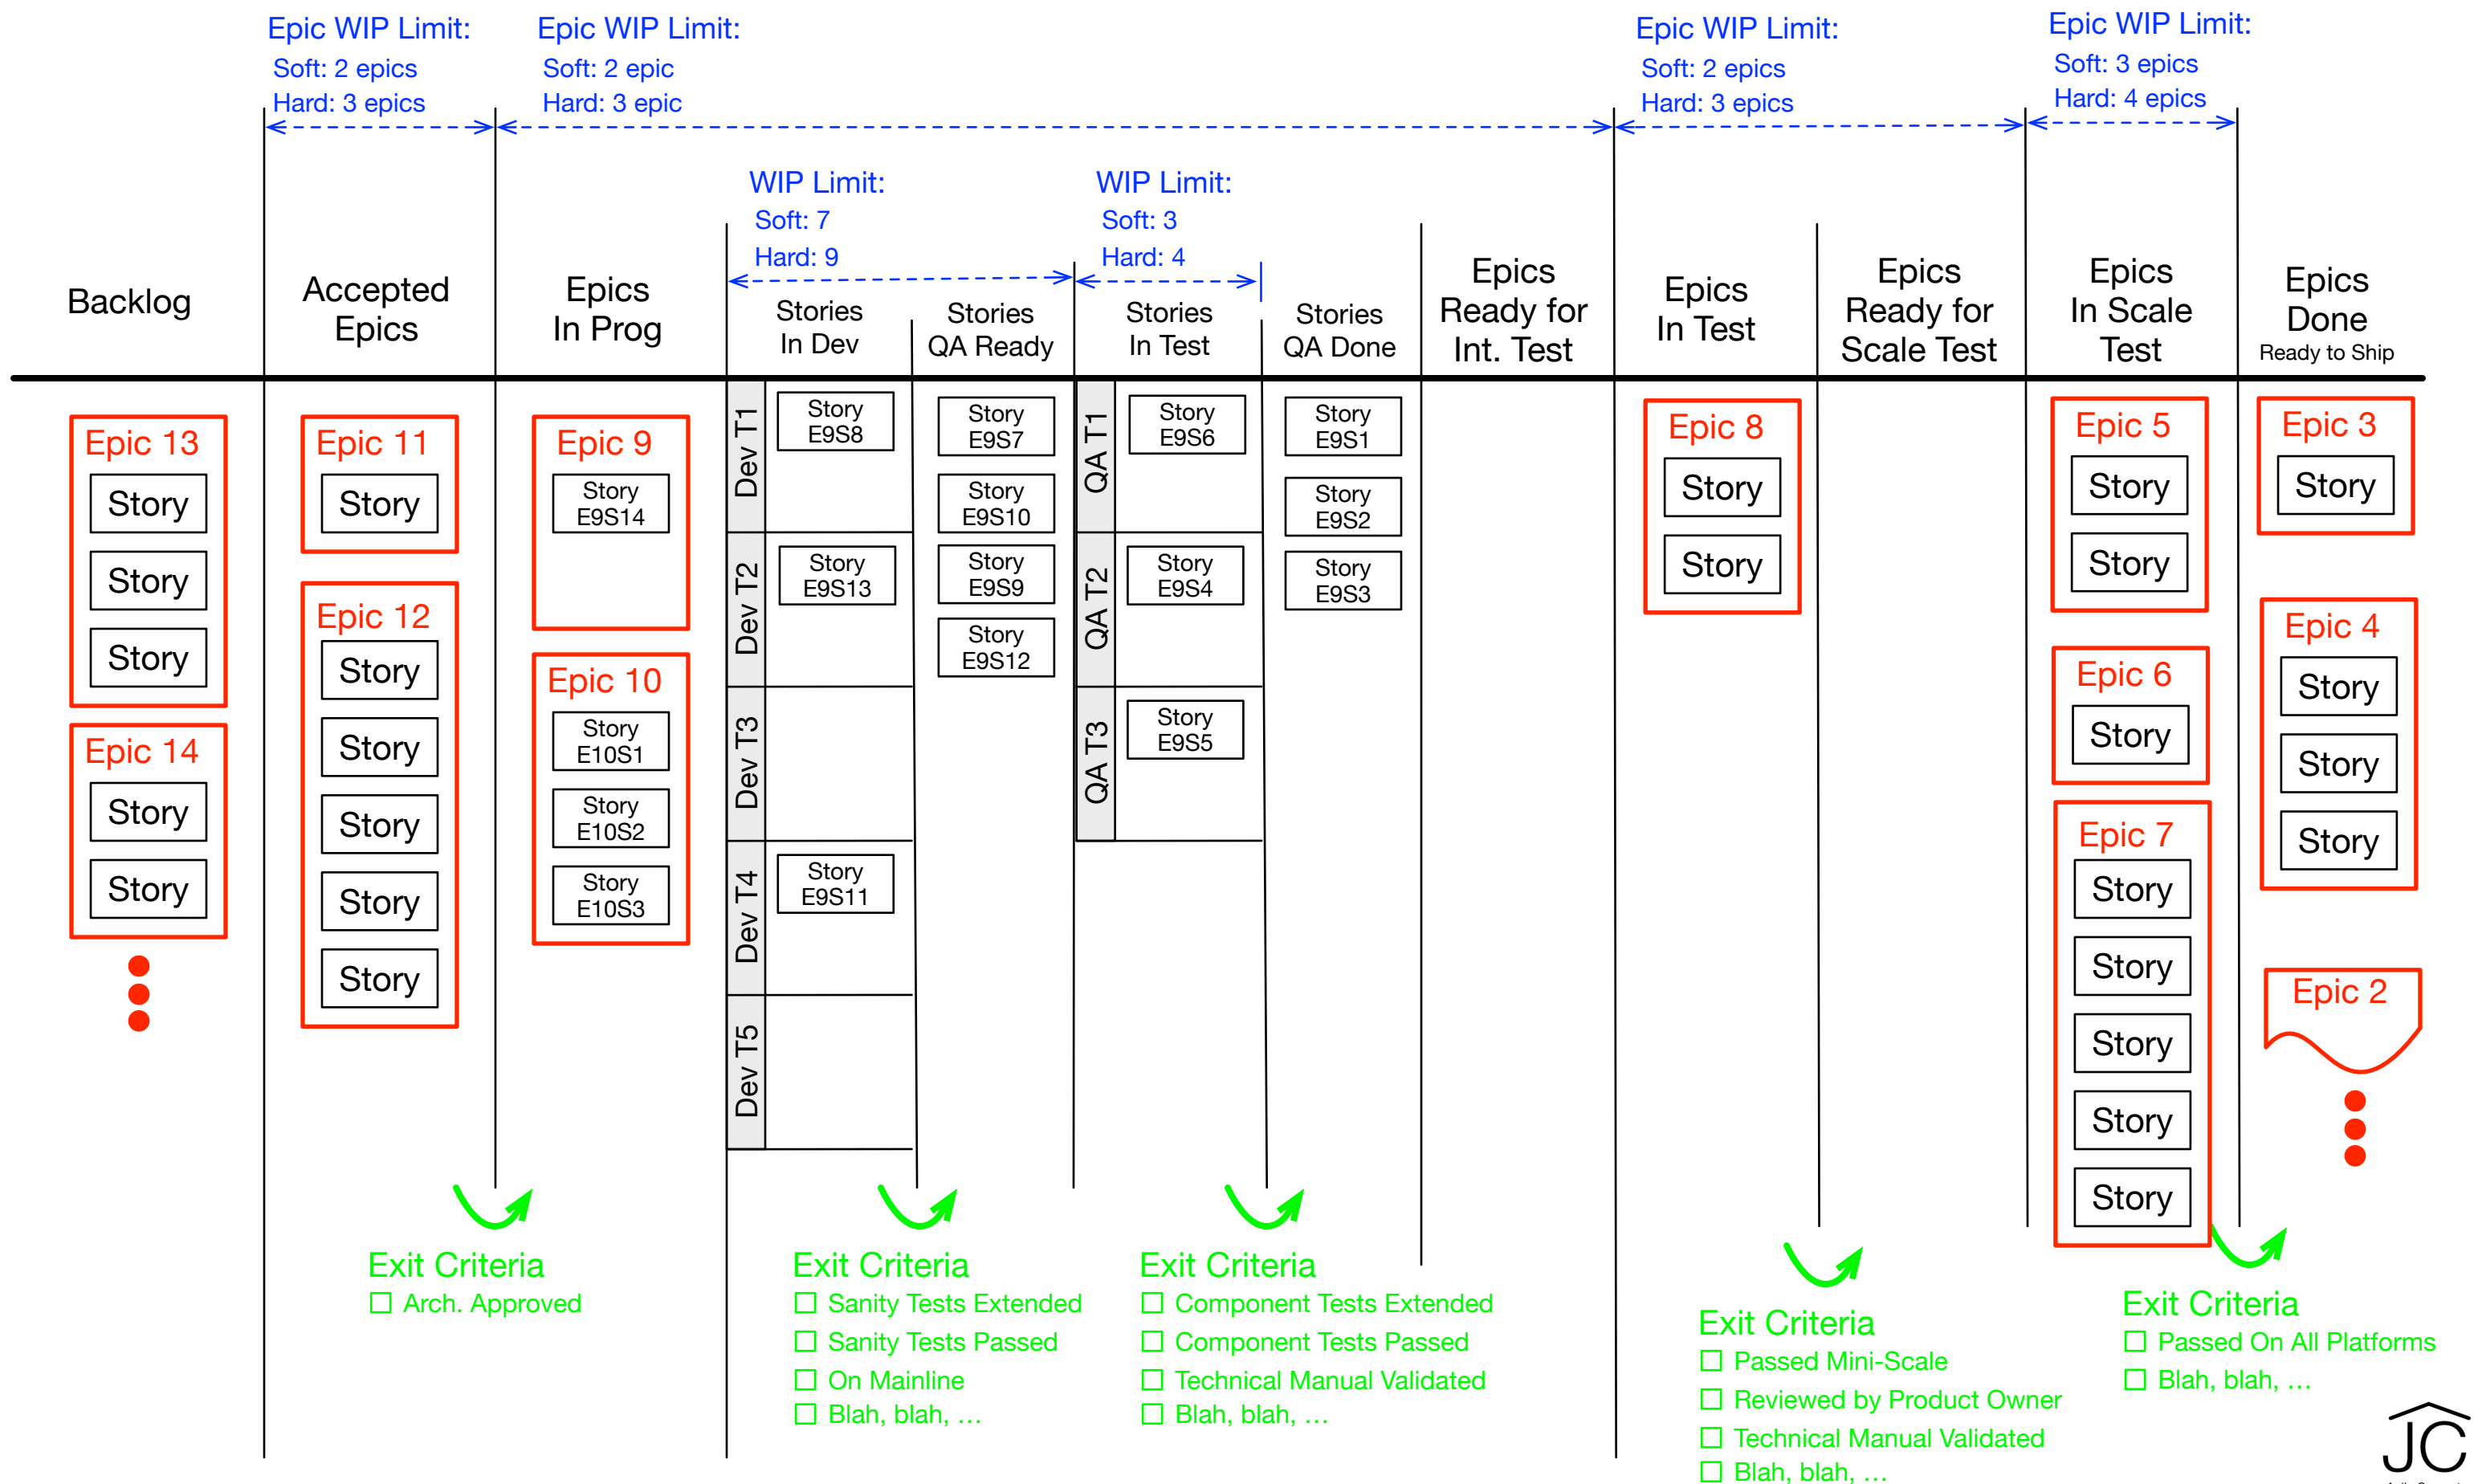 Epic WIP Limit:
Soft: 2 epics
Hard: 3 epics
Epic WIP Limit:
Soft: 2 epic
Hard: 3 epic
Epic WIP Limit:
Soft: 2 epics
Hard: 3 epics
Epic WIP Limit:
Soft: 3 epics
Hard: 4 epics
WIP Limit:
Soft: 7
Hard: 9
WIP Limit:
Soft: 3
Hard: 4
Backlog
Accepted
Epics
Epics
In Prog
Stories
In Dev
Stories
QA Ready
Stories
In Test
Stories
QA Done
Epics
Ready for
Int. Test
Epics
In Test
Epics
Ready for
Scale Test
Epics
In Scale
Test
Epics
Done
Ready to Ship
Epic 13
Story
Story
Story
Epic 14
Story
Story
Epic 11
Story
Epic 12
Story
Story
Story
Story
Story
Epic 9
Story
E9S14
Epic 10
Story
E10S1
Story
E10S2
Story
E10S3
Dev T1
Story
E9S8
Dev T2
Story
E9S13
Dev T3
Dev T4
Story
E9S11
Dev T5
Story
E9S7
Story
E9S10
Story
E9S9
Story
E9S12
QA T1
Story
E9S6
QA T2
Story
E9S4
QA T3
Story
E9S5
Story
E9S1
Story
E9S2
Story
E9S3
Epic 8
Story
Story
Epic 5
Story
Story
Epic 6
Story
Epic 7
Story
Story
Story
Story
Story
Epic 3
Story
Epic 4
Story
Story
Story
Epic 2
Exit Criteria
Arch. Approved
Exit Criteria
Sanity Tests Extended
Sanity Tests Passed
On Mainline
Blah, blah, …
Exit Criteria
Component Tests Extended
Component Tests Passed
Technical Manual Validated
Blah, blah, …
Exit Criteria
Passed Mini-Scale
Reviewed by Product Owner
Technical Manual Validated
Blah, blah, …
Exit Criteria
Passed On All Platforms
Blah, blah, …
JC